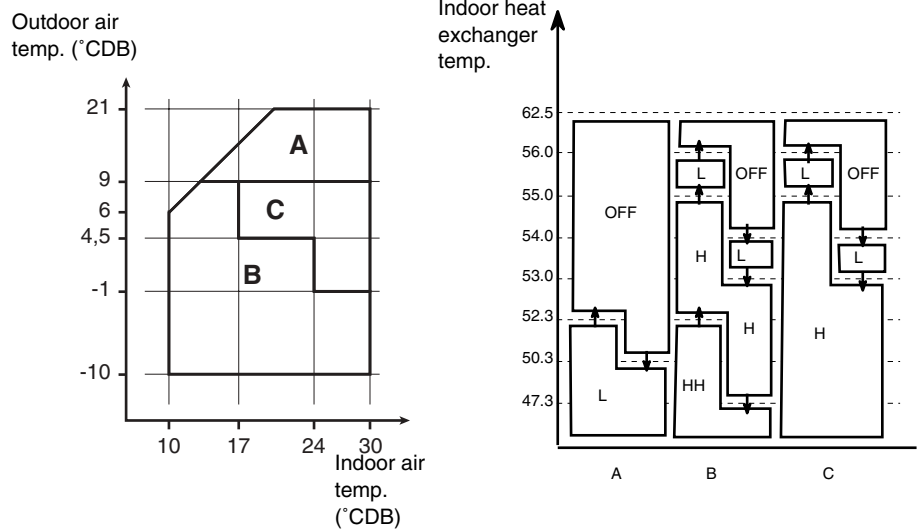 Outdoor air
temp. (˚CDB)
21
9
6
4,5
-1
-10
A
C
B
10 17 24 30
Indoor air
temp.
(˚CDB)
Indoor heat
exchanger
temp.
62.5
56.0
55.0
54.0
53.0
52.3
50.3
47.3
OFF
L
L
OFF
H
L
H
HH
L
OFF
L
H
A B C